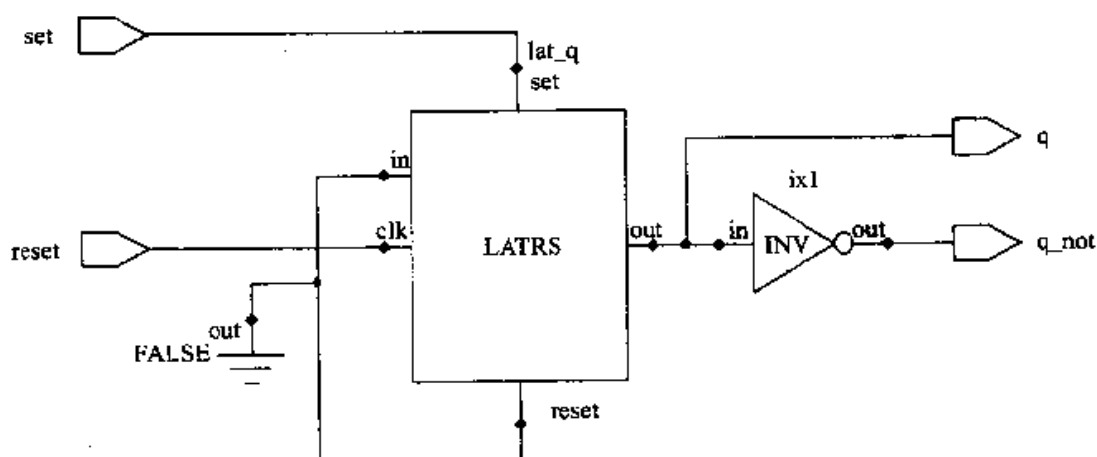 set
lat_q
set
q
in
ix1
reset
clk
LATRS
out
in
INV
out
q_not
out
FALSE
reset